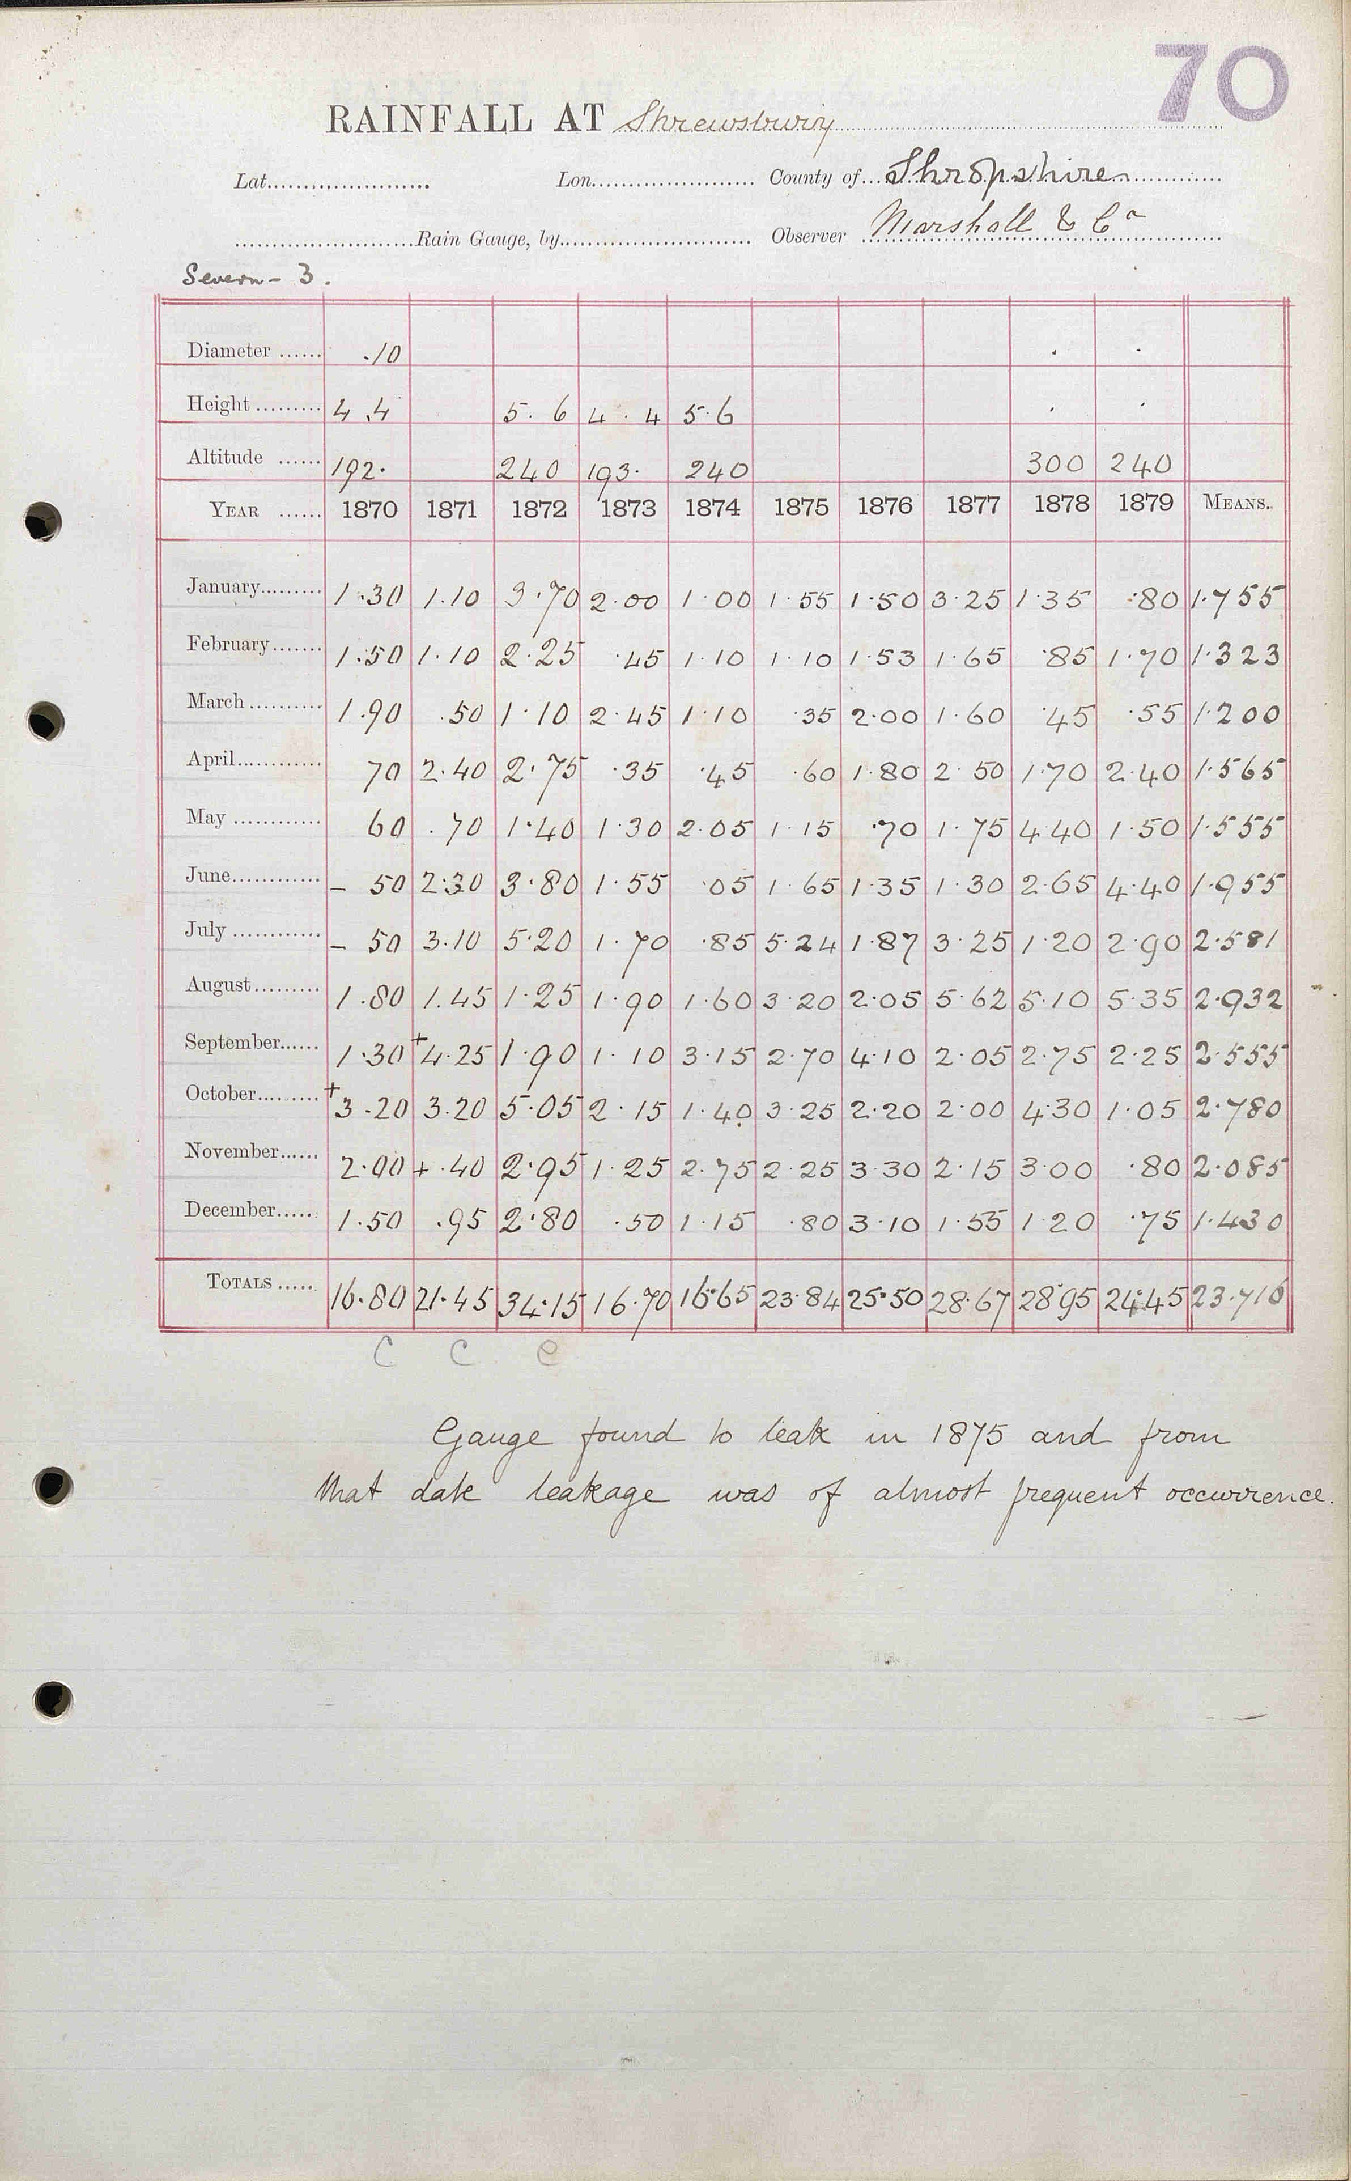 70
RAINFALL AT Shrewsbury
Lat. Lon. County of Shropshire
Rain Gauge, by Observer Marshall & Co
Severn - 3.
Diameter ...... .10
Height ......... 4.4 5.6 4.4 5.6
Altitude ...... 192. 240 193. 240 300 240
YEAR ...... 1870 1871 1872 1873 1874 1875 1876 1877 1878 1879 MEANS.
January......... 1.30 1.10 3.70 2.00 1.00 1.55 1.50 3.25 1.35 .80 1.755
February....... 1.50 1.10 2.25 .45 1.10 1.10 1.53 1.65 .85 1.70 1.323
March .......... 1.90 .50 1.10 2.45 1.10 .35 2.00 1.60 .45 .55 1.200
April............ 70 2.40 2.75 .35 .45 .60 1.80 2.50 1.70 2.40 1.565
May ............ 60 .70 1.40 1.30 2.05 1.15 .70 1.75 4.40 1.50 1.555
June............ - 50 2.30 3.80 1.55 .05 1.65 1.35 1.30 2.65 4.40 1.955
July ............ - 50 3.10 5.20 1.70 .85 5.24 1.87 3.25 1.20 2.90 2.581
August......... 1.80 1.45 1.25 1.90 1.60 3.20 2.05 5.62 5.10 5.35 2.932
September...... 1.30 +4.25 1.90 1.10 3.15 2.70 4.10 2.05 2.75 2.25 2.555
October......... +3.20 3.20 5.05 2.15 1.40 3.25 2.20 2.00 4.30 1.05 2.780
November...... 2.00 + .40 2.95 1.25 2.75 2.25 3.30 2.15 3.00 .80 2.085
December..... 1.50 .95 2.80 .50 1.15 .80 3.10 1.55 1.20 .75 1.430
TOTALS ..... 16.80 21.45 34.15 16.70 16.65 23.84 25.50 28.67 28.95 24.45 23.716
C C C
Gauge found to leak in 1875 and from
that date leakage was of almost frequent occurrence.